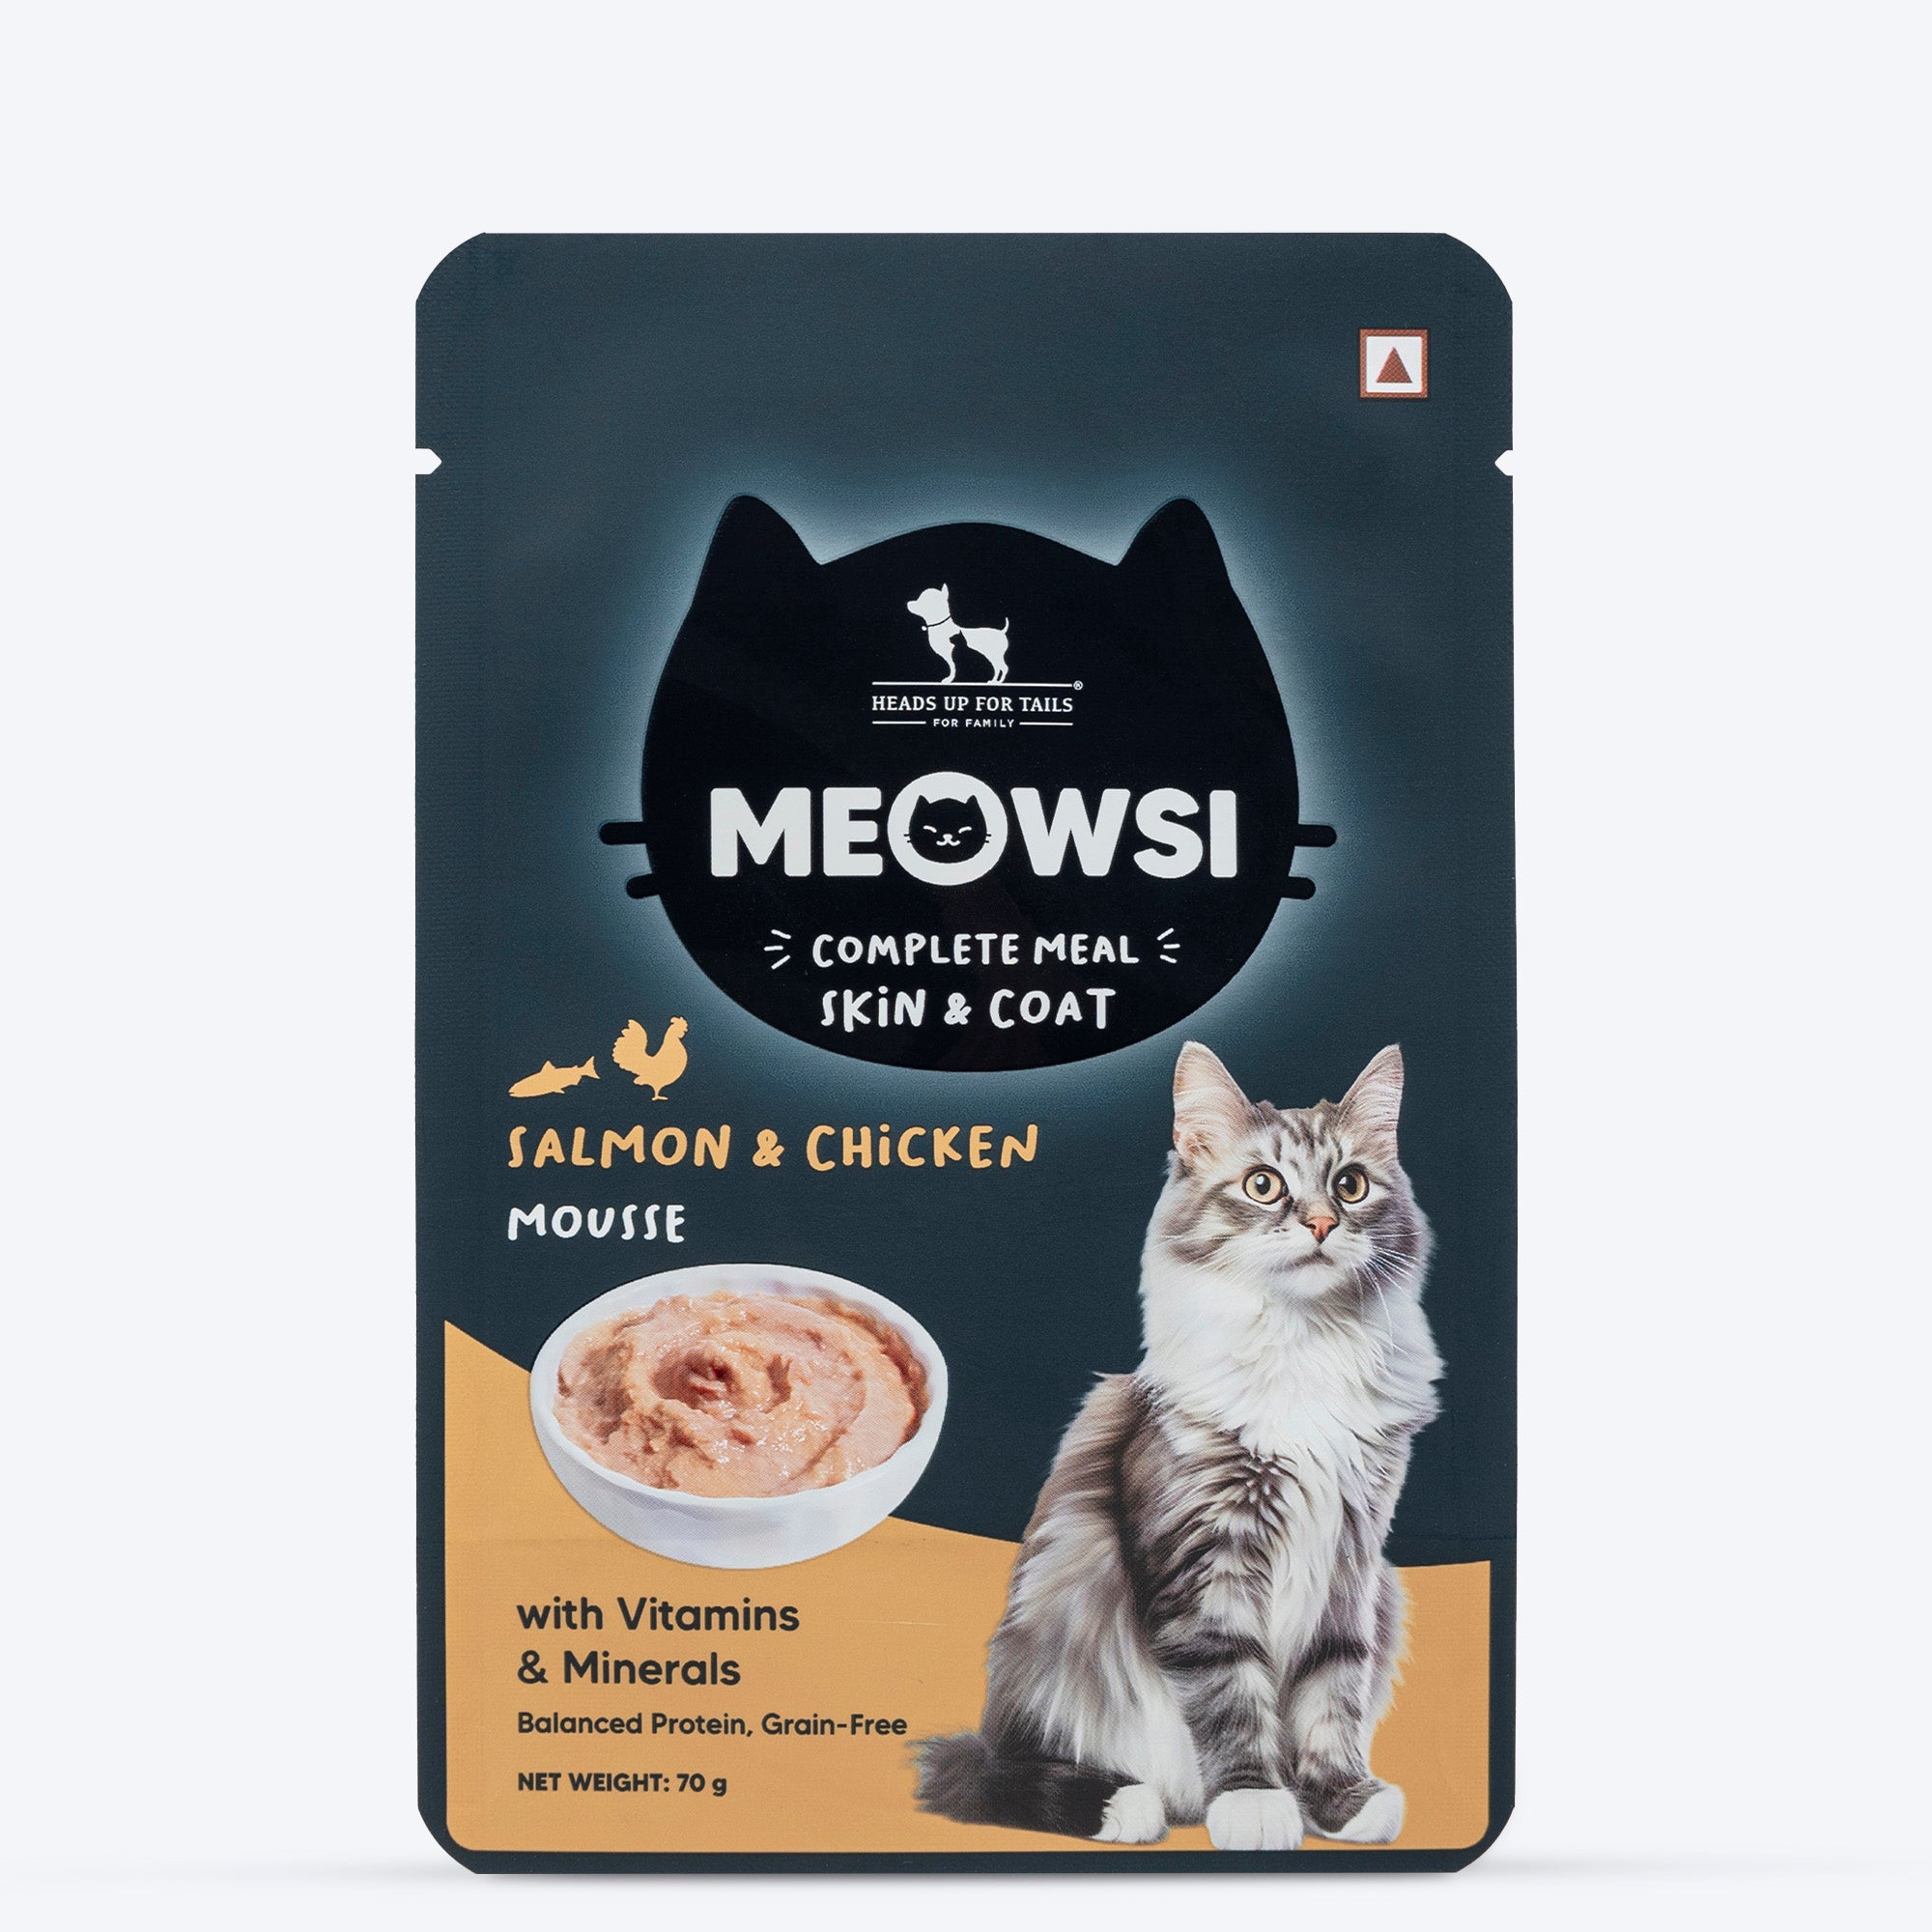 HEADS UP FOR TAILS®
FOR FAMILY
MEOWSI
COMPLETE MEAL
SKiN & COAT
SALMON & CHiCKEN
MOUSSE
with Vitamins
& Minerals
Balanced Protein, Grain-Free
NET WEIGHT: 70 g